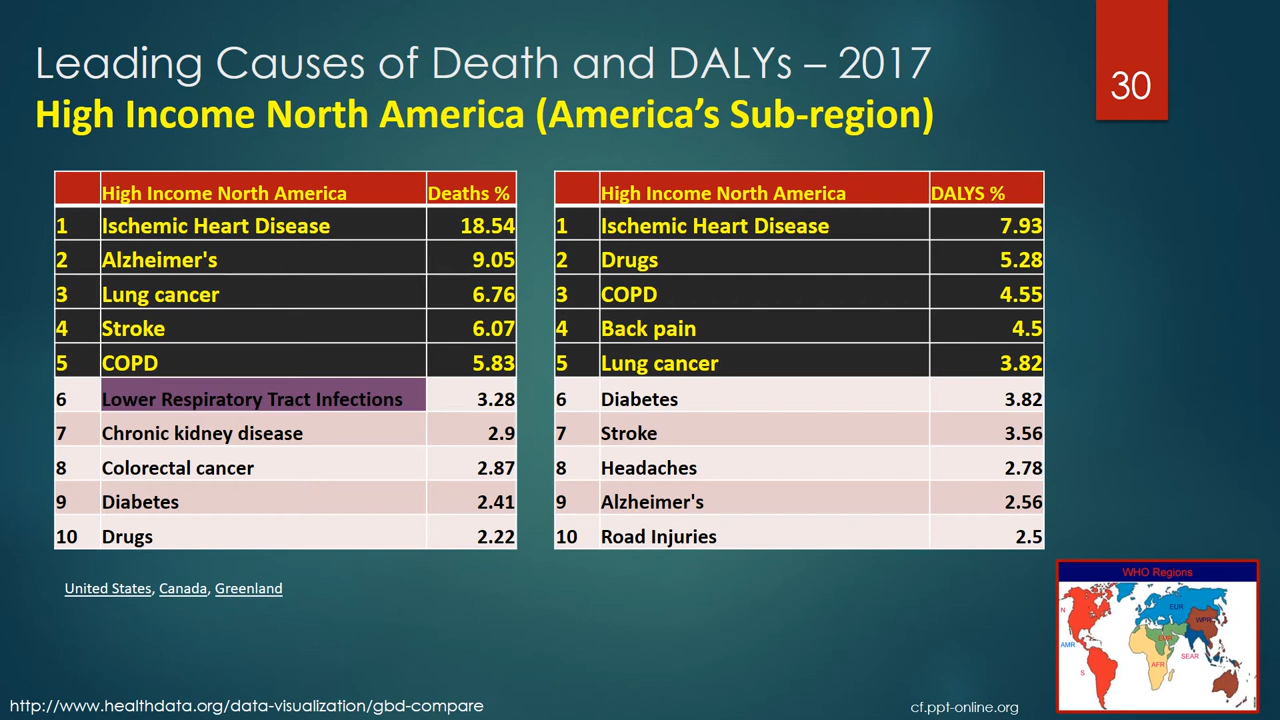 Leading Causes of Death and DALYs – 2017
High Income North America (America’s Sub-region)
30
High Income North America Deaths %
1 Ischemic Heart Disease 18.54
2 Alzheimer's 9.05
3 Lung cancer 6.76
4 Stroke 6.07
5 COPD 5.83
6 Lower Respiratory Tract Infections 3.28
7 Chronic kidney disease 2.9
8 Colorectal cancer 2.87
9 Diabetes 2.41
10 Drugs 2.22
High Income North America DALYS %
1 Ischemic Heart Disease 7.93
2 Drugs 5.28
3 COPD 4.55
4 Back pain 4.5
5 Lung cancer 3.82
6 Diabetes 3.82
7 Stroke 3.56
8 Headaches 2.78
9 Alzheimer's 2.56
10 Road Injuries 2.5
United States, Canada, Greenland
WHO Regions
N
EUR
WPR
EMR
AMR
SEAR
AFR
S
http://www.healthdata.org/data-visualization/gbd-compare
cf.ppt-online.org